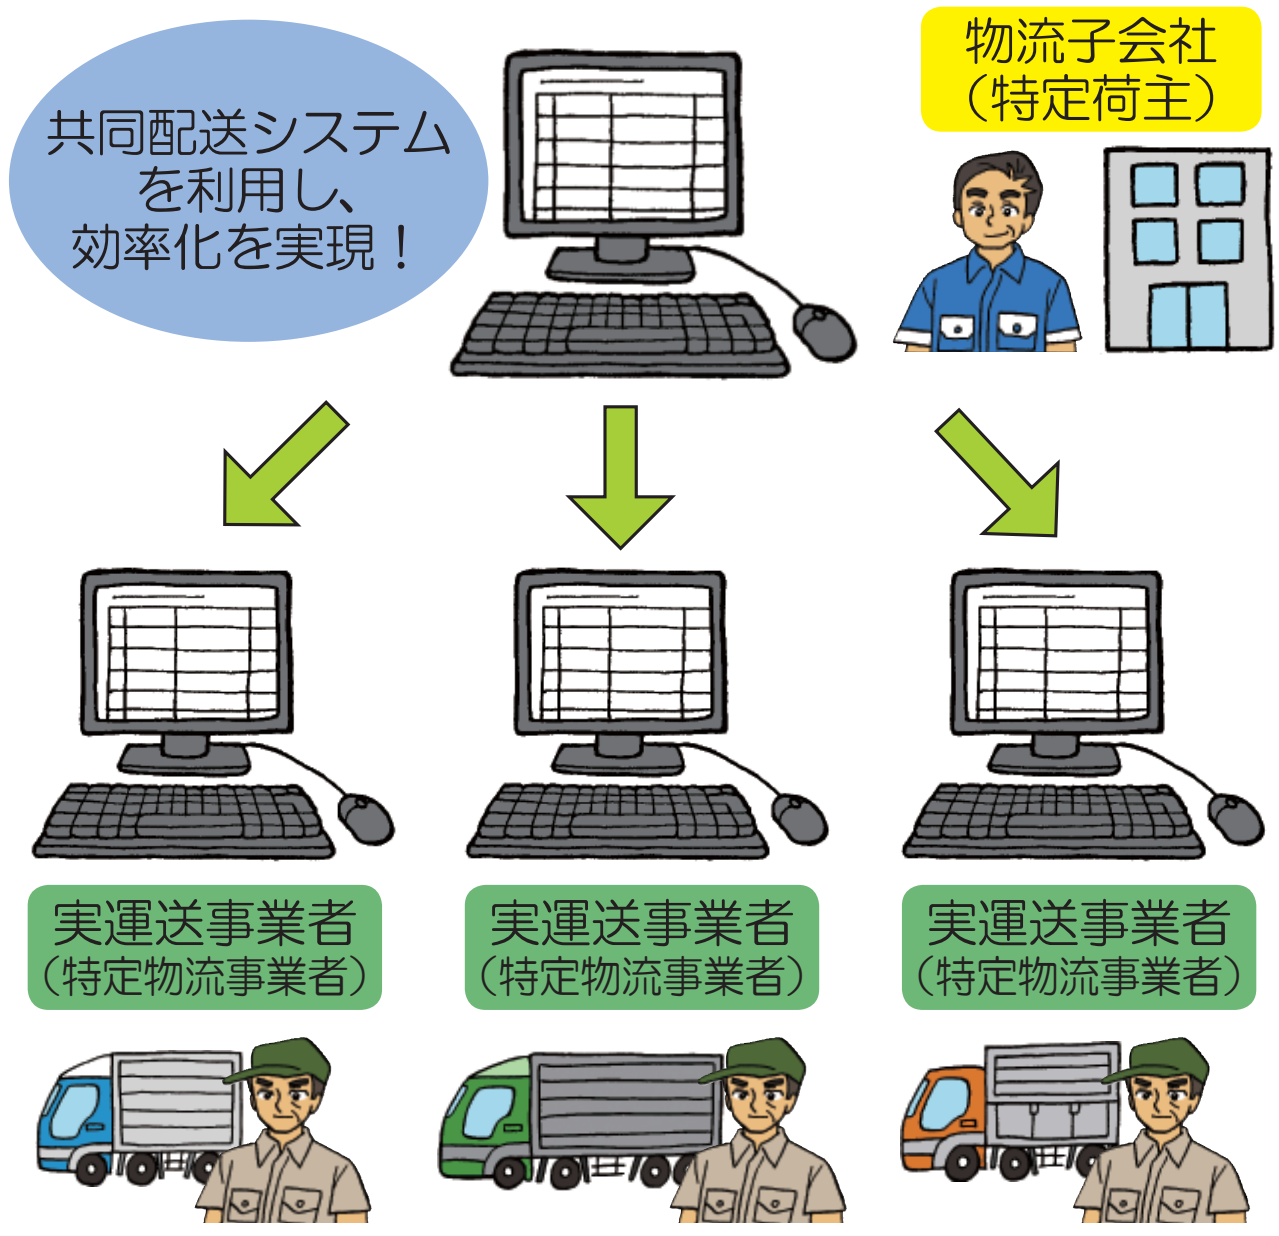 共同配送システム
を利用し、
効率化を実現！
物流子会社
（特定荷主）
実運送事業者
（特定物流事業者）
実運送事業者
（特定物流事業者）
実運送事業者
（特定物流事業者）